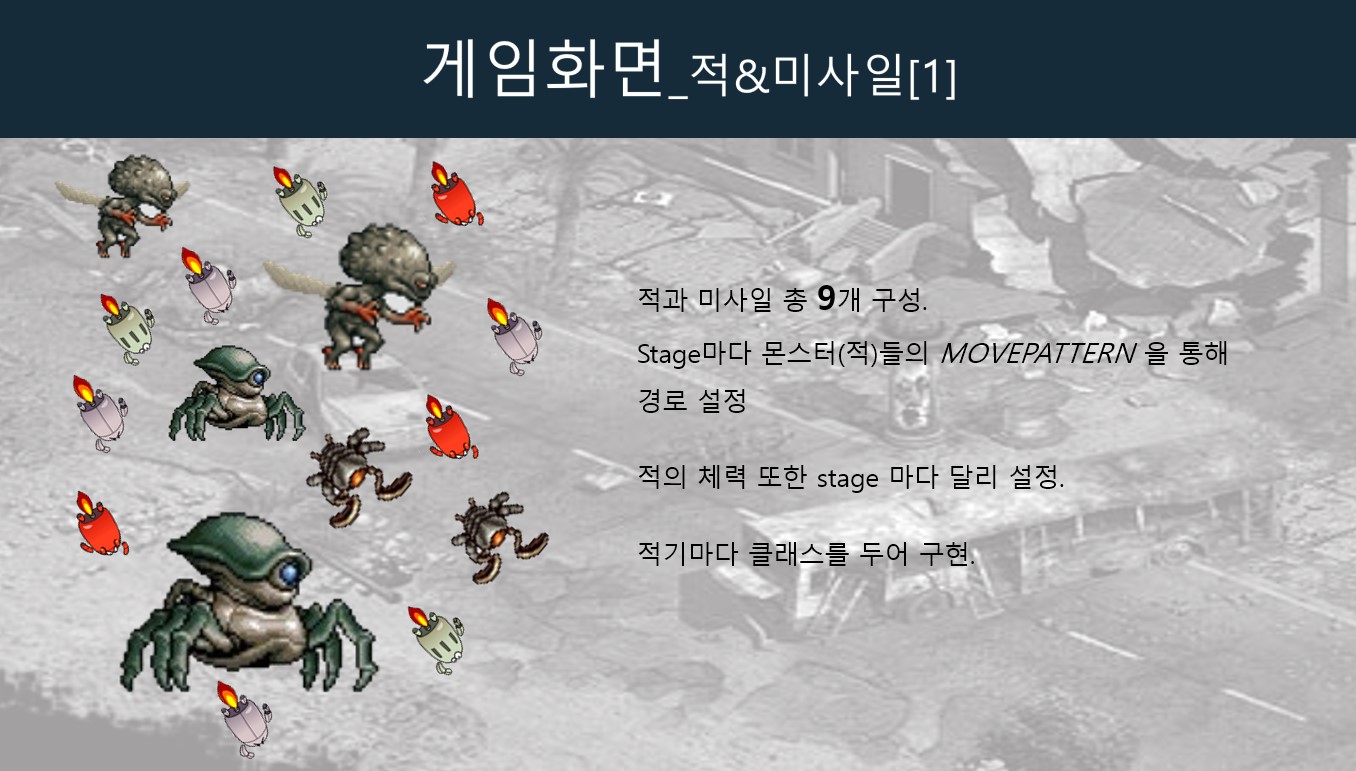 게임화면_적&미사일[1]
적과 미사일 총 9개 구성.
Stage마다 몬스터(적)들의 MOVEPATTERN 을 통해
경로 설정
적의 체력 또한 stage 마다 달리 설정.
적기마다 클래스를 두어 구현.